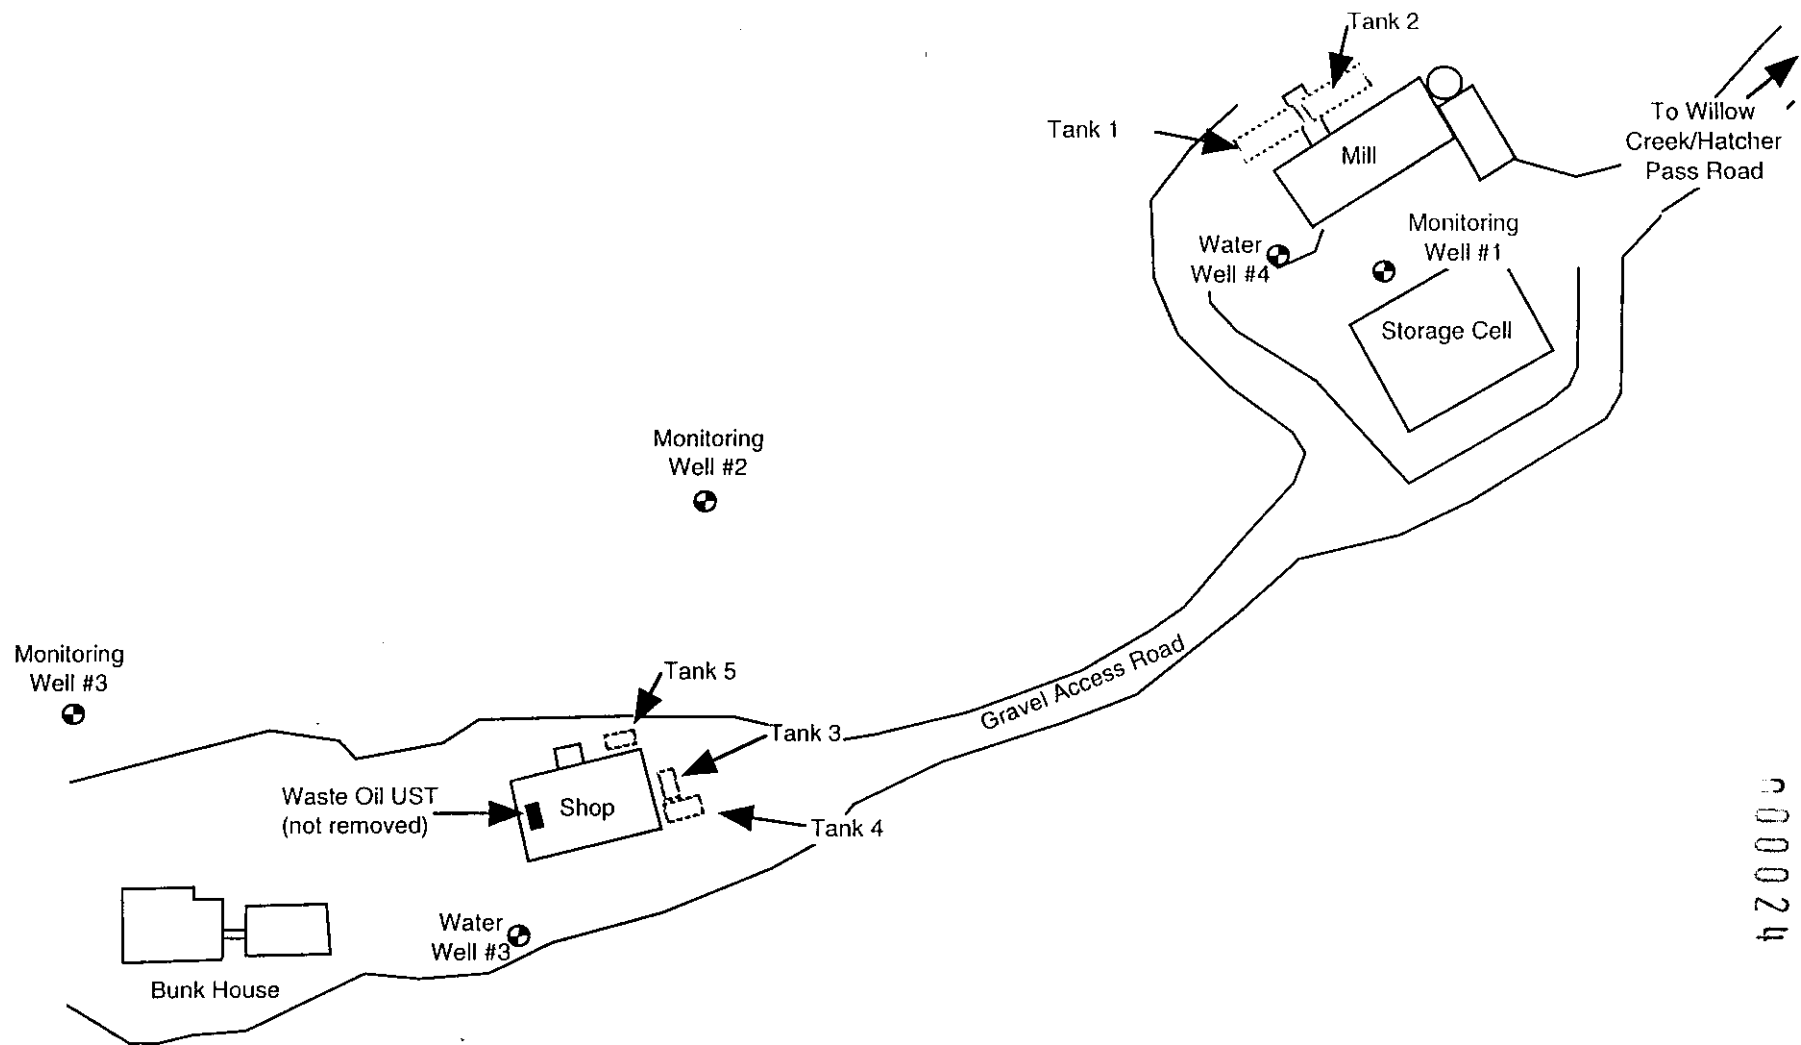 Tank 2
Tank 1
To Willow
Creek/Hatcher
Pass Road
Mill
Monitoring
Well #1
Water
Well #4
Storage Cell
Monitoring
Well #2
Monitoring
Well #3
Gravel Access Road
Tank 5
Tank 3
Waste Oil UST
(not removed)
Shop
Tank 4
Water
Well #3
Bunk House
000024